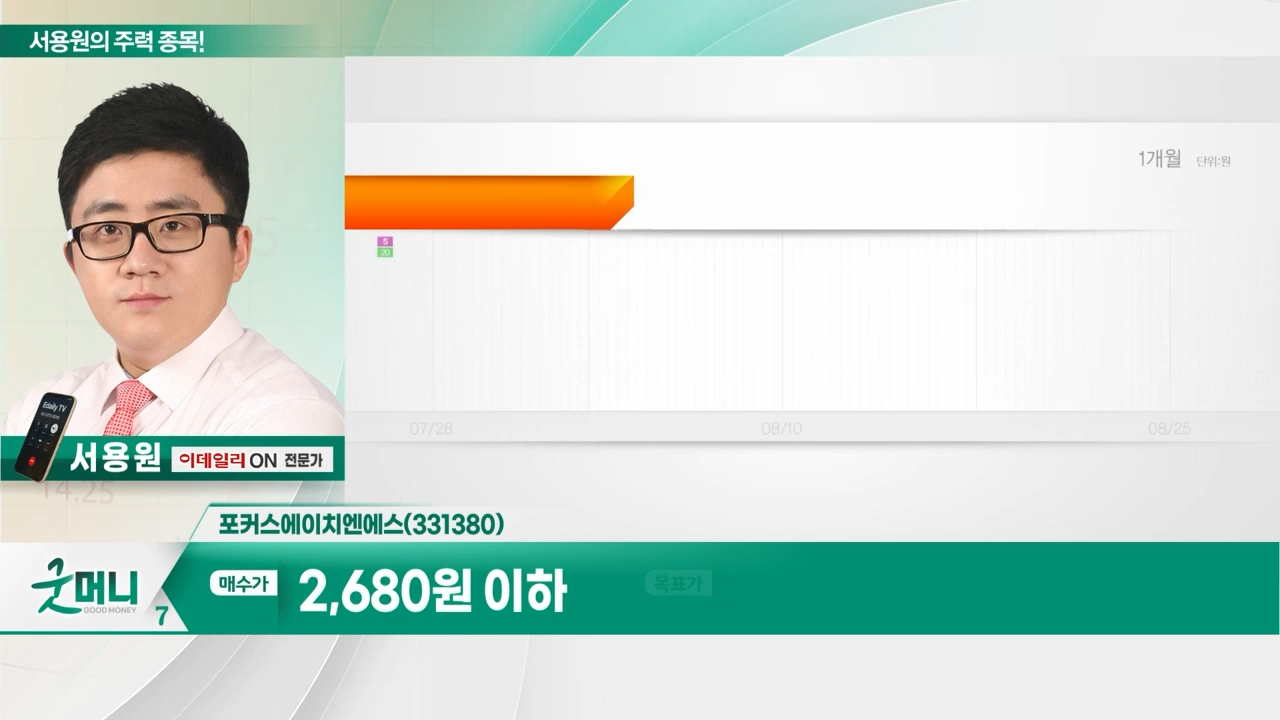 서용원의 주력 종목!
1개월 단위:원
5
20
07/28 08/10 08/25
Edaily TV
서용원 이데일리 ON 전문가
14.25
포커스에이치엔에스(331380)
굿머니 GOOD MONEY 7
매수가 2,680원 이하 목표가